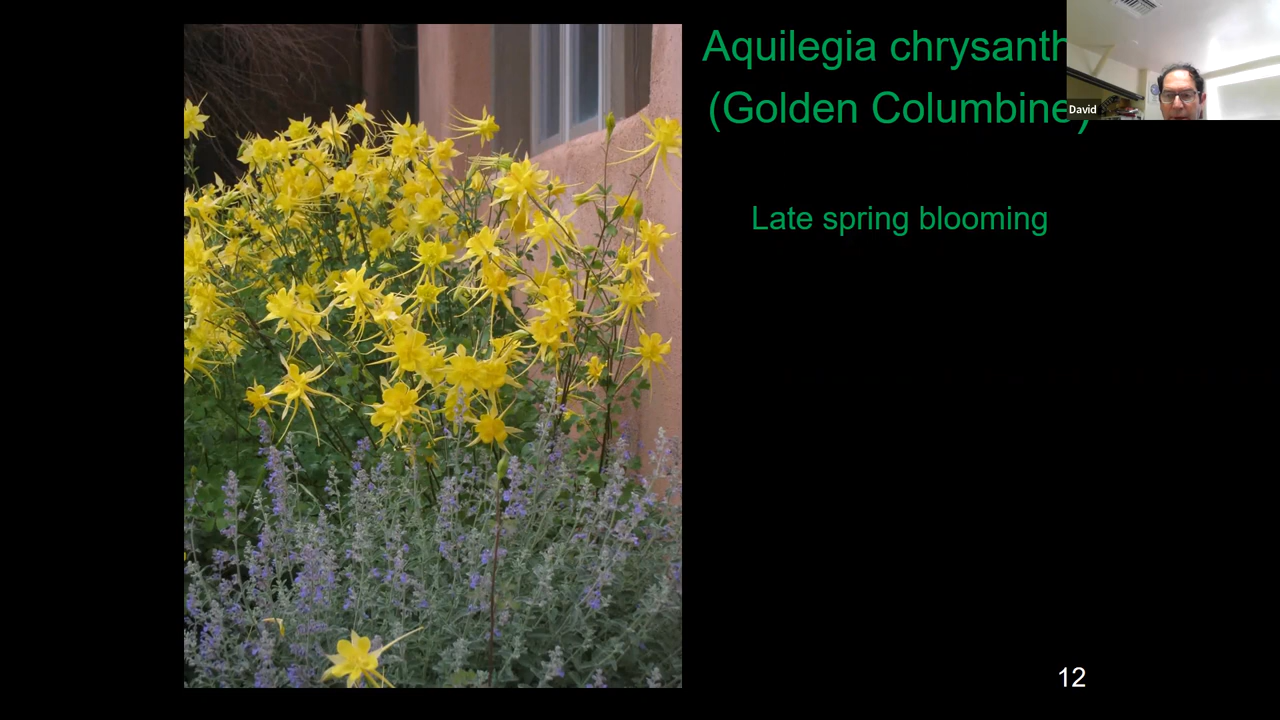 Aquilegia chrysanth
(Golden Columbine)
David
Late spring blooming
12